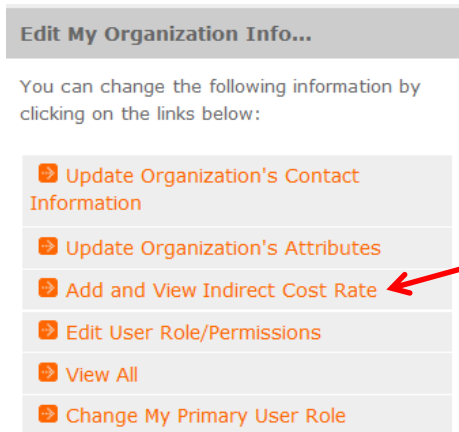 Edit My Organization Info...
You can change the following information by
clicking on the links below:
Update Organization's Contact
Information
Update Organization's Attributes
Add and View Indirect Cost Rate
Edit User Role/Permissions
View All
Change My Primary User Role